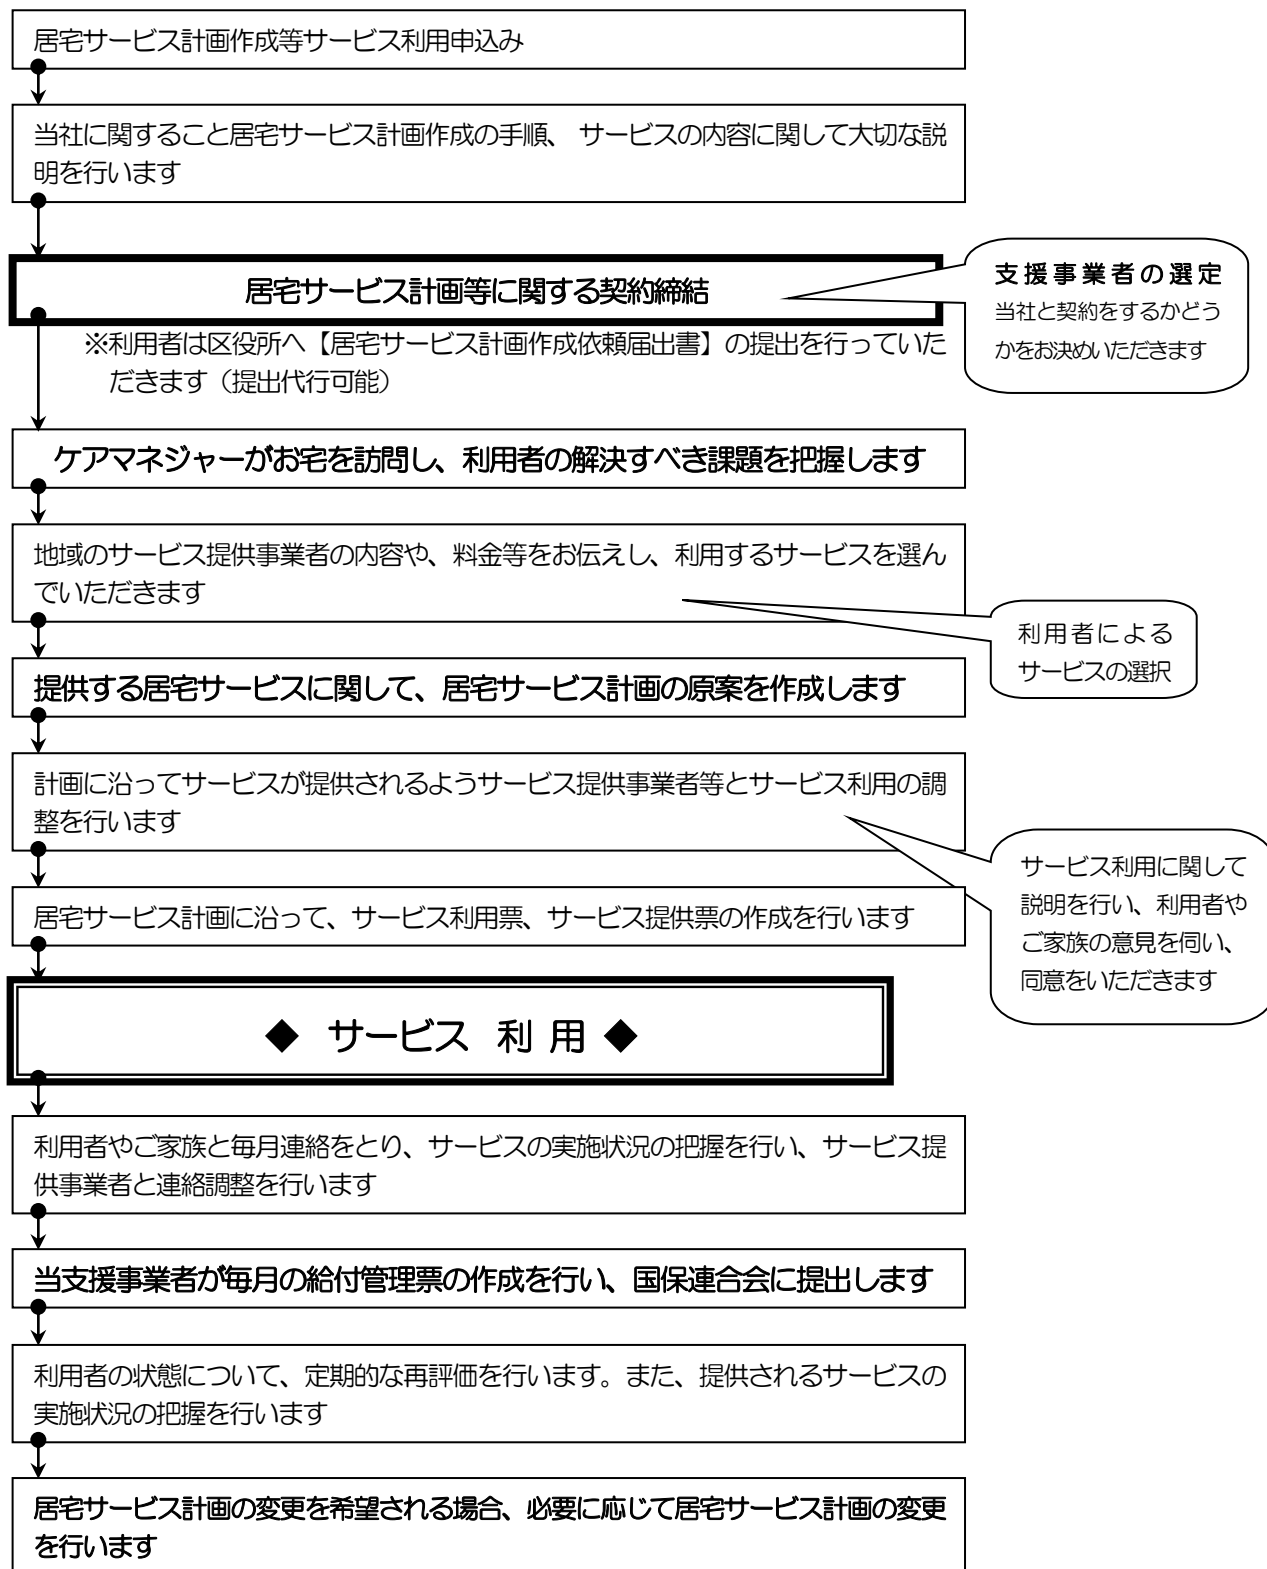 居宅サービス計画作成等サービス利用申込み
当社に関すること居宅サービス計画作成の手順、 サービスの内容に関して大切な説
明を行います
居宅サービス計画等に関する契約締結
支援事業者の選定
当社と契約をするかどう
かをお決めいただきます
※利用者は区役所へ【居宅サービス計画作成依頼届出書】の提出を行っていた
だきます（提出代行可能）
ケアマネジャーがお宅を訪問し、利用者の解決すべき課題を把握します
地域のサービス提供事業者の内容や、料金等をお伝えし、利用するサービスを選ん
でいただきます
利用者による
サービスの選択
提供する居宅サービスに関して、居宅サービス計画の原案を作成します
計画に沿ってサービスが提供されるようサービス提供事業者等とサービス利用の調
整を行います
サービス利用に関して
説明を行い、利用者や
ご家族の意見を伺い、
同意をいただきます
居宅サービス計画に沿って、サービス利用票、サービス提供票の作成を行います
◆ サービス 利 用 ◆
利用者やご家族と毎月連絡をとり、サービスの実施状況の把握を行い、サービス提
供事業者と連絡調整を行います
当支援事業者が毎月の給付管理票の作成を行い、国保連合会に提出します
利用者の状態について、定期的な再評価を行います。また、提供されるサービスの
実施状況の把握を行います
居宅サービス計画の変更を希望される場合、必要に応じて居宅サービス計画の変更
を行います